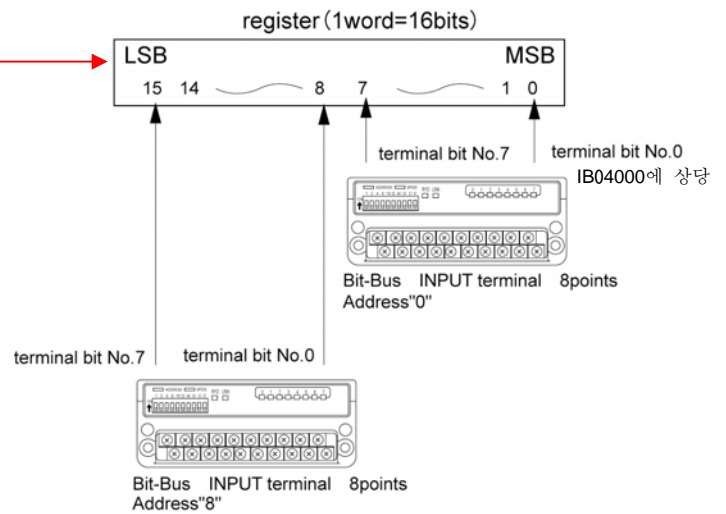 register(1word=16bits)
LSB MSB
15 14 8 7 1 0
terminal bit No.7 terminal bit No.0
IB04000에 상당
Bit-Bus INPUT terminal 8points
Address"0"
terminal bit No.7 terminal bit No.0
Bit-Bus INPUT terminal 8points
Address"8"